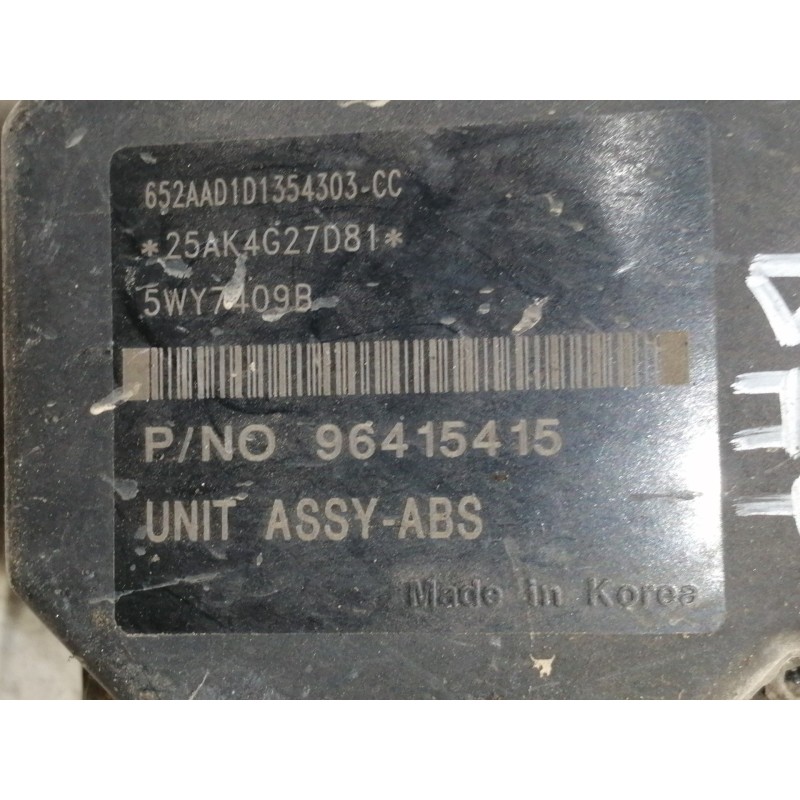 652AAD1D1354303-CC
*25AK4G27D81*
5WY7409B
P/NO 96415415
UNIT ASSY-ABS
Made in Korea